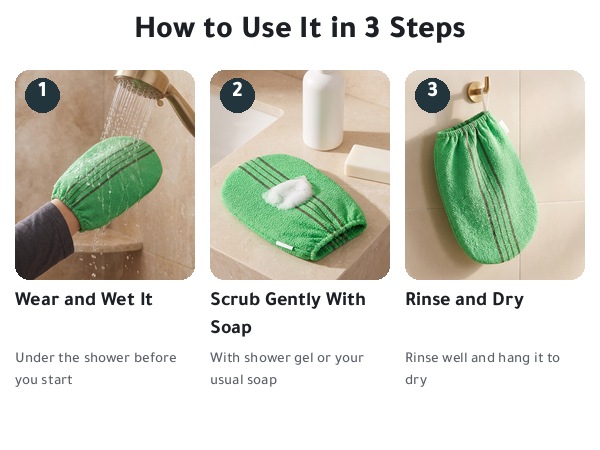 How to Use It in 3 Steps
1
2
3
Wear and Wet It
Scrub Gently With
Soap
Rinse and Dry
Under the shower before
you start
With shower gel or your
usual soap
Rinse well and hang it to
dry